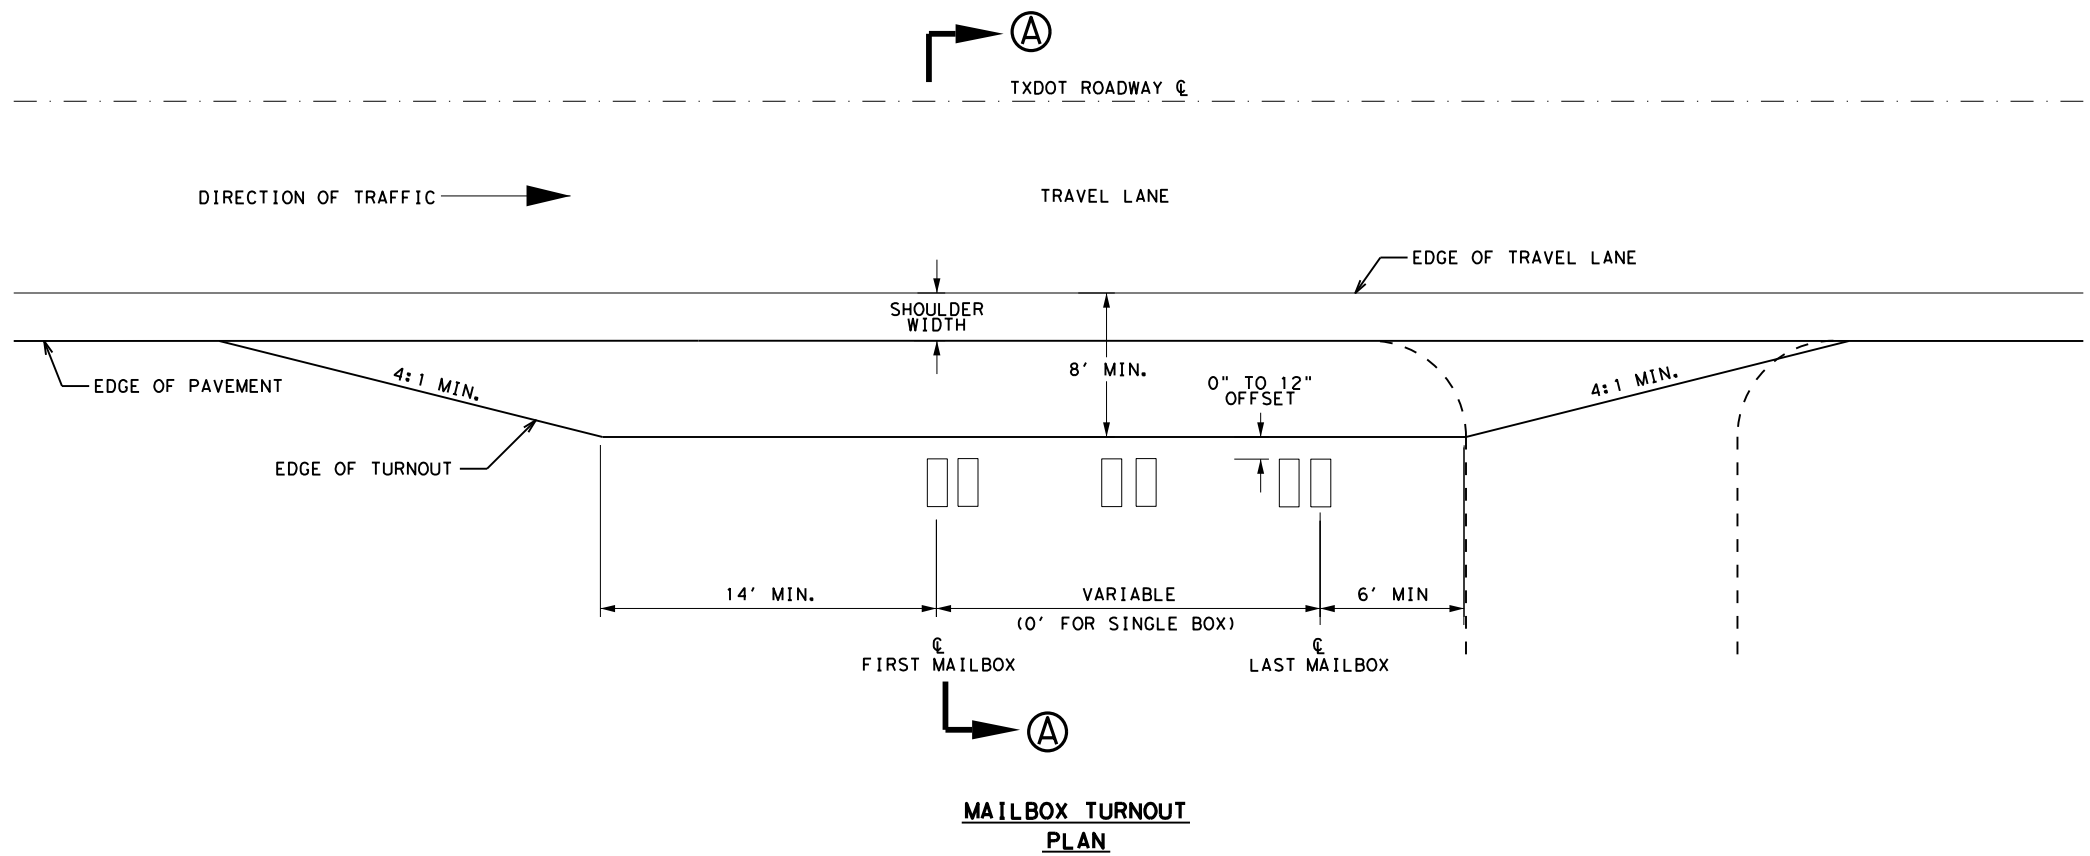 A
TXDOT ROADWAY ℄
DIRECTION OF TRAFFIC
TRAVEL LANE
EDGE OF TRAVEL LANE
SHOULDER
WIDTH
EDGE OF PAVEMENT
4:1 MIN.
8' MIN.
0" TO 12"
OFFSET
4:1 MIN.
EDGE OF TURNOUT
14' MIN.
VARIABLE
6' MIN
(0' FOR SINGLE BOX)
℄
FIRST MAILBOX
℄
LAST MAILBOX
A
MAILBOX TURNOUT
PLAN